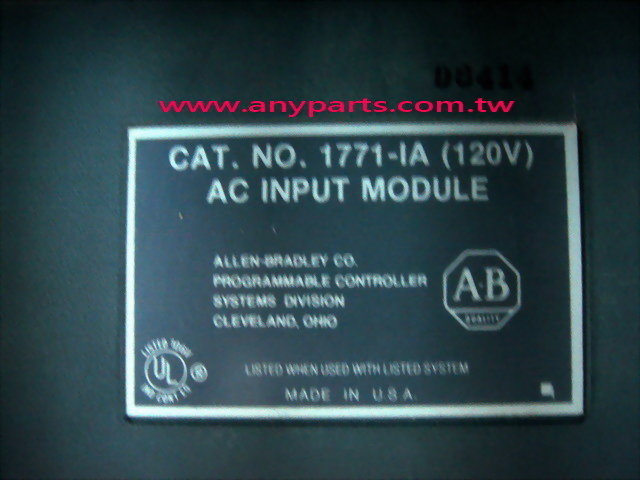 00414
www.anyparts.com.tw
CAT. NO. 1771-IA (120V)
AC INPUT MODULE
ALLEN-BRADLEY CO.
PROGRAMMABLE CONTROLLER
SYSTEMS DIVISION
CLEVELAND, OHIO
A-B
QUALITY
UL
LISTED WHEN USED WITH LISTED SYSTEM
MADE IN U.S.A.